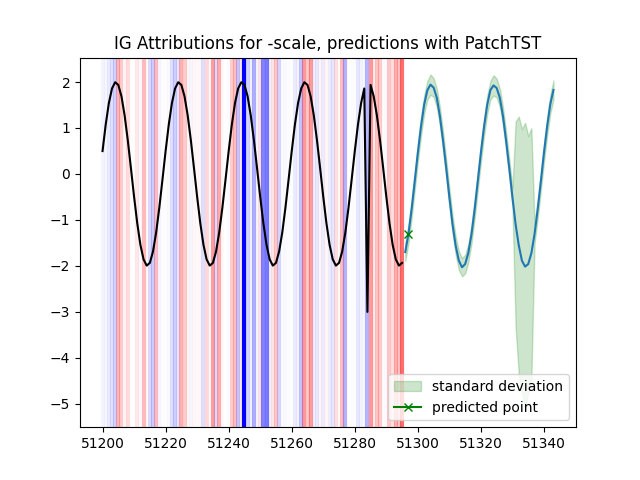 IG Attributions for -scale, predictions with PatchTST
2
1
0
−1
−2
−3
−4
−5
standard deviation
predicted point
51200 51220 51240 51260 51280 51300 51320 51340